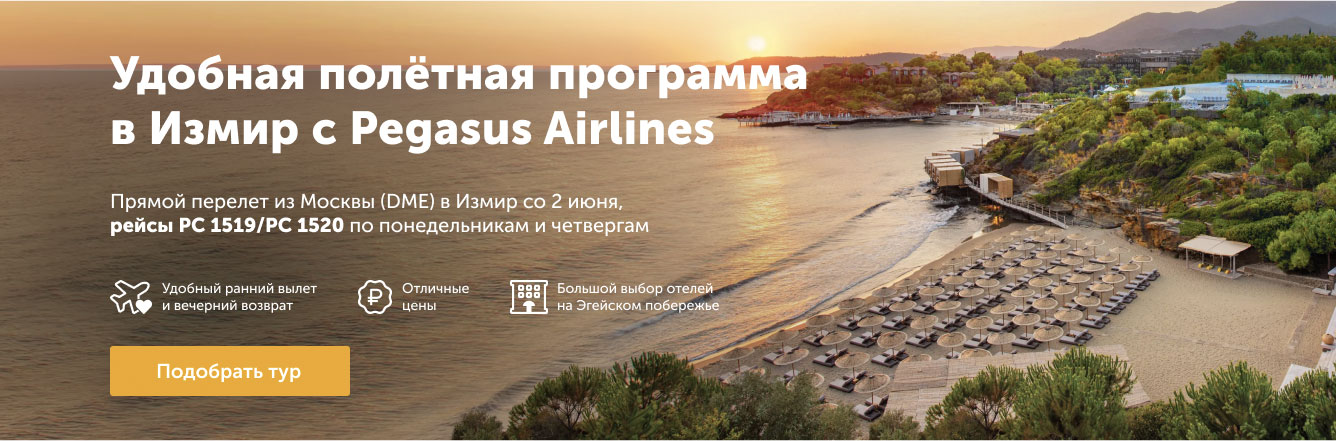 Удобная полётная программа
в Измир с Pegasus Airlines
Прямой перелет из Москвы (DME) в Измир со 2 июня,
рейсы PC 1519/PC 1520 по понедельникам и четвергам
Удобный ранний вылет
и вечерний возврат
Отличные
цены
Большой выбор отелей
на Эгейском побережье
Подобрать тур